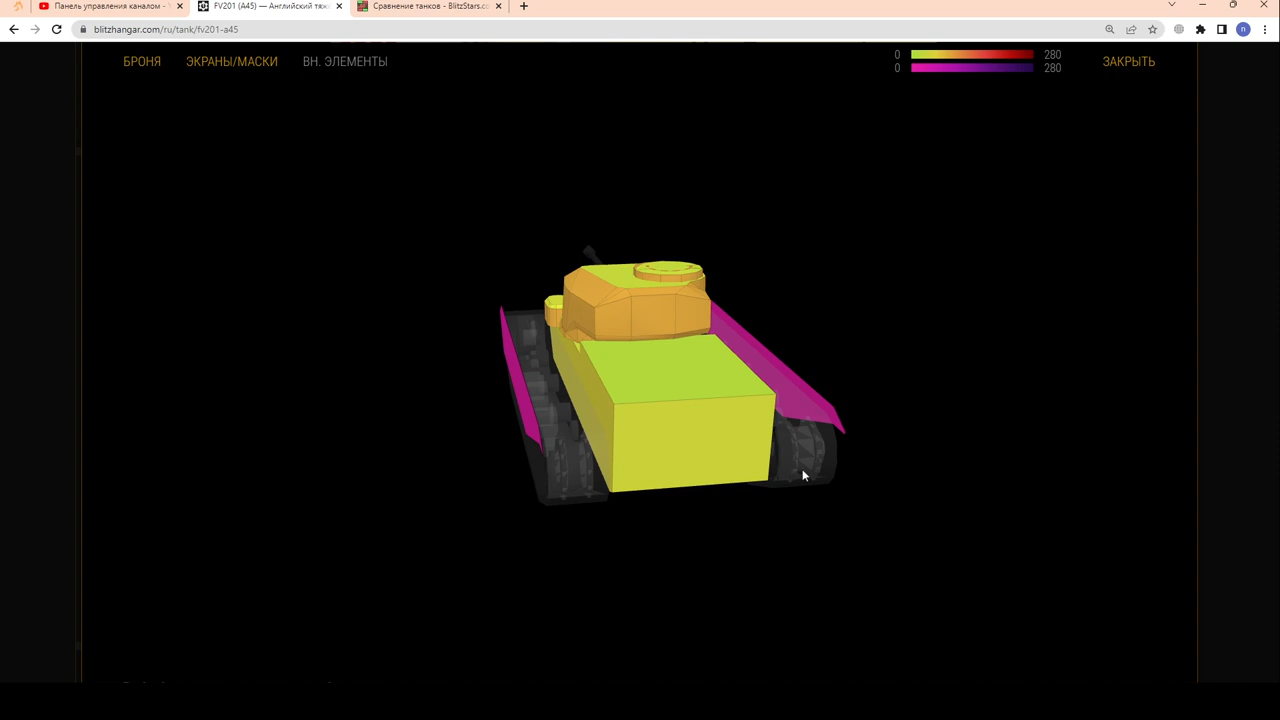 Панель управления каналом -
FV201 (A45) — Английский тяж
Сравнение танков - BlitzStars.co
blitzhangar.com/ru/tank/fv201-a45
n
БРОНЯ
ЭКРАНЫ/МАСКИ
ВН. ЭЛЕМЕНТЫ
0
280
0
280
ЗАКРЫТЬ